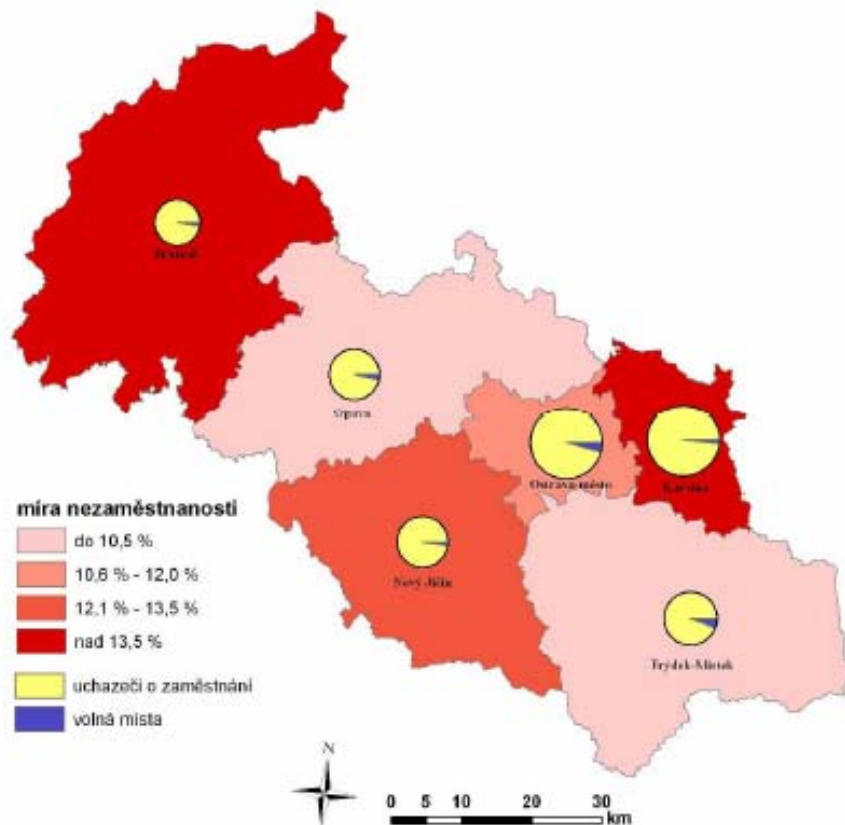 Bruntál
Opava
Ostrava-město
Karviná
Nový Jičín
Frýdek-Místek
míra nezaměstnanosti
do 10,5 %
10,6 % - 12,0 %
12,1 % - 13,5 %
nad 13,5 %
uchazeči o zaměstnání
volná místa
N
0 5 10 20 30
km